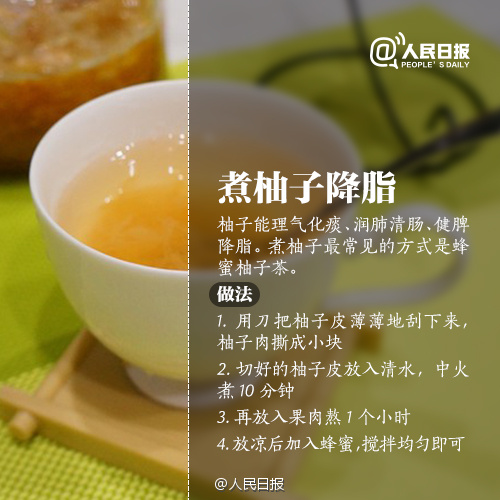 @人民日报
PEOPLE'S DAILY
煮柚子降脂
柚子能理气化痰、润肺清肠、健脾
降脂。煮柚子最常见的方式是蜂
蜜柚子茶。
做法
1. 用刀把柚子皮薄薄地刮下来，
柚子肉撕成小块
2. 切好的柚子皮放入清水，中火
煮10分钟
3. 再放入果肉熬1个小时
4. 放凉后加入蜂蜜,搅拌均匀即可
@人民日报